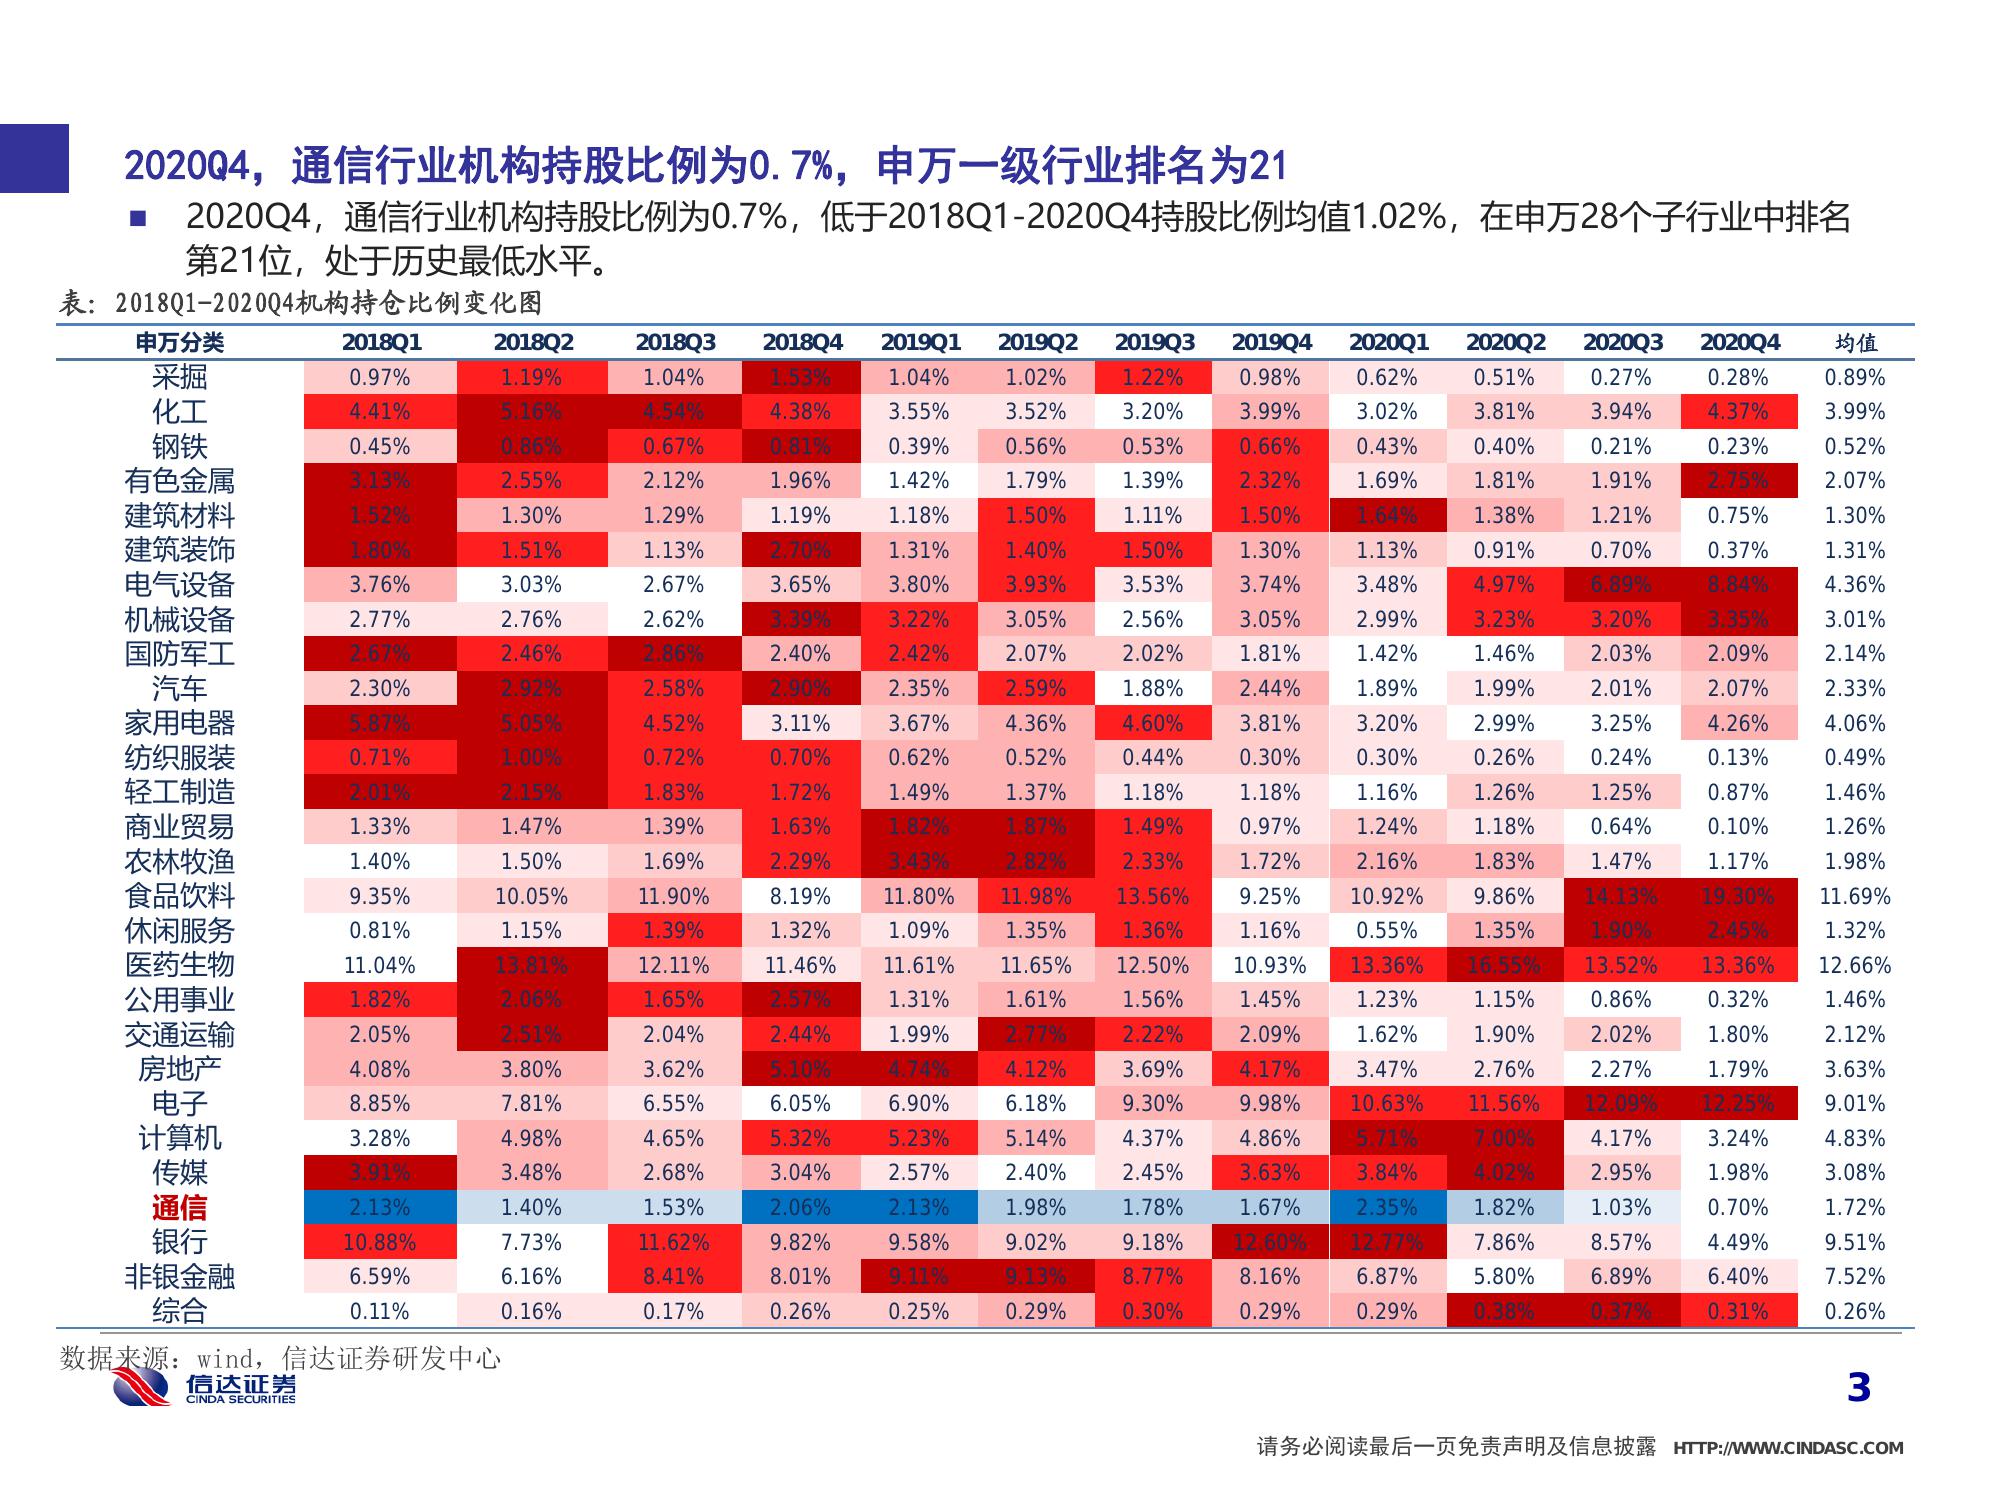 2020Q4，通信行业机构持股比例为0.7%，申万一级行业排名为21
■ 2020Q4，通信行业机构持股比例为0.7%，低于2018Q1-2020Q4持股比例均值1.02%，在申万28个子行业中排名
第21位，处于历史最低水平。
表：2018Q1-2020Q4机构持仓比例变化图
申万分类 2018Q1 2018Q2 2018Q3 2018Q4 2019Q1 2019Q2 2019Q3 2019Q4 2020Q1 2020Q2 2020Q3 2020Q4 均值
采掘 0.97% 1.19% 1.04% 1.53% 1.04% 1.02% 1.22% 0.98% 0.62% 0.51% 0.27% 0.28% 0.89%
化工 4.41% 5.16% 4.54% 4.38% 3.55% 3.52% 3.20% 3.99% 3.02% 3.81% 3.94% 4.37% 3.99%
钢铁 0.45% 0.86% 0.67% 0.81% 0.39% 0.56% 0.53% 0.66% 0.43% 0.40% 0.21% 0.23% 0.52%
有色金属 3.13% 2.55% 2.12% 1.96% 1.42% 1.79% 1.39% 2.32% 1.69% 1.81% 1.91% 2.75% 2.07%
建筑材料 1.52% 1.30% 1.29% 1.19% 1.18% 1.50% 1.11% 1.50% 1.64% 1.38% 1.21% 0.75% 1.30%
建筑装饰 1.80% 1.51% 1.13% 2.70% 1.31% 1.40% 1.50% 1.30% 1.13% 0.91% 0.70% 0.37% 1.31%
电气设备 3.76% 3.03% 2.67% 3.65% 3.80% 3.93% 3.53% 3.74% 3.48% 4.97% 6.89% 8.84% 4.36%
机械设备 2.77% 2.76% 2.62% 3.39% 3.22% 3.05% 2.56% 3.05% 2.99% 3.23% 3.20% 3.35% 3.01%
国防军工 2.67% 2.46% 2.86% 2.40% 2.42% 2.07% 2.02% 1.81% 1.42% 1.46% 2.03% 2.09% 2.14%
汽车 2.30% 2.92% 2.58% 2.90% 2.35% 2.59% 1.88% 2.44% 1.89% 1.99% 2.01% 2.07% 2.33%
家用电器 5.87% 5.05% 4.52% 3.11% 3.67% 4.36% 4.60% 3.81% 3.20% 2.99% 3.25% 4.26% 4.06%
纺织服装 0.71% 1.00% 0.72% 0.70% 0.62% 0.52% 0.44% 0.30% 0.30% 0.26% 0.24% 0.13% 0.49%
轻工制造 2.01% 2.15% 1.83% 1.72% 1.49% 1.37% 1.18% 1.18% 1.16% 1.26% 1.25% 0.87% 1.46%
商业贸易 1.33% 1.47% 1.39% 1.63% 1.82% 1.87% 1.49% 0.97% 1.24% 1.18% 0.64% 0.10% 1.26%
农林牧渔 1.40% 1.50% 1.69% 2.29% 3.43% 2.82% 2.33% 1.72% 2.16% 1.83% 1.47% 1.17% 1.98%
食品饮料 9.35% 10.05% 11.90% 8.19% 11.80% 11.98% 13.56% 9.25% 10.92% 9.86% 14.13% 19.30% 11.69%
休闲服务 0.81% 1.15% 1.39% 1.32% 1.09% 1.35% 1.36% 1.16% 0.55% 1.35% 1.90% 2.45% 1.32%
医药生物 11.04% 13.81% 12.11% 11.46% 11.61% 11.65% 12.50% 10.93% 13.36% 16.55% 13.52% 13.36% 12.66%
公用事业 1.82% 2.06% 1.65% 2.57% 1.31% 1.61% 1.56% 1.45% 1.23% 1.15% 0.86% 0.32% 1.46%
交通运输 2.05% 2.51% 2.04% 2.44% 1.99% 2.77% 2.22% 2.09% 1.62% 1.90% 2.02% 1.80% 2.12%
房地产 4.08% 3.80% 3.62% 5.10% 4.74% 4.12% 3.69% 4.17% 3.47% 2.76% 2.27% 1.79% 3.63%
电子 8.85% 7.81% 6.55% 6.05% 6.90% 6.18% 9.30% 9.98% 10.63% 11.56% 12.09% 12.25% 9.01%
计算机 3.28% 4.98% 4.65% 5.32% 5.23% 5.14% 4.37% 4.86% 5.71% 7.00% 4.17% 3.24% 4.83%
传媒 3.91% 3.48% 2.68% 3.04% 2.57% 2.40% 2.45% 3.63% 3.84% 4.02% 2.95% 1.98% 3.08%
通信 2.13% 1.40% 1.53% 2.06% 2.13% 1.98% 1.78% 1.67% 2.35% 1.82% 1.03% 0.70% 1.72%
银行 10.88% 7.73% 11.62% 9.82% 9.58% 9.02% 9.18% 12.60% 12.77% 7.86% 8.57% 4.49% 9.51%
非银金融 6.59% 6.16% 8.41% 8.01% 9.11% 9.13% 8.77% 8.16% 6.87% 5.80% 6.89% 6.40% 7.52%
综合 0.11% 0.16% 0.17% 0.26% 0.25% 0.29% 0.30% 0.29% 0.29% 0.38% 0.37% 0.31% 0.26%
数据来源：wind，信达证券研发中心
信达证券
CINDA SECURITIES
3
请务必阅读最后一页免责声明及信息披露 HTTP://WWW.CINDASC.COM